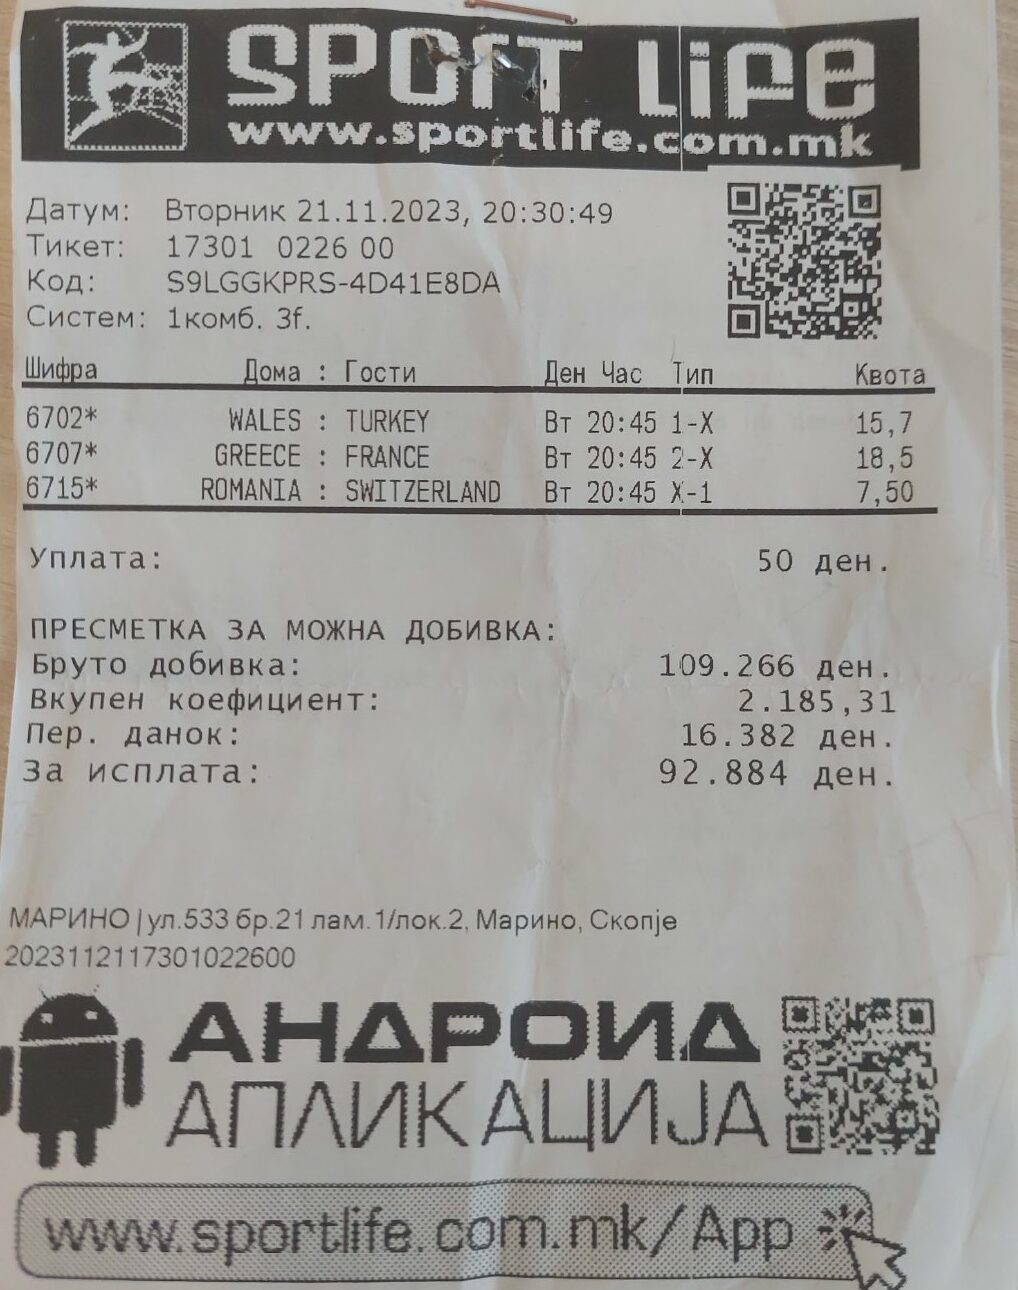 SPORT LIFE
www.sportlife.com.mk
Датум: Вторник 21.11.2023, 20:30:49
Тикет: 17301 0226 00
Код: S9LGGKPRS-4D41E8DA
Систем: 1комб. 3f.
Шифра Дома : Гости Ден Час Тип Квота
6702* WALES : TURKEY Вт 20:45 1-X 15,7
6707* GREECE : FRANCE Вт 20:45 2-X 18,5
6715* ROMANIA : SWITZERLAND Вт 20:45 X-1 7,50
Уплата: 50 ден.
ПРЕСМЕТКА ЗА МОЖНА ДОБИВКА:
Бруто добивка: 109.266 ден.
Вкупен коефициент: 2.185,31
Пер. данок: 16.382 ден.
За исплата: 92.884 ден.
МАРИНО | ул.533 бр.21 лам.1/лок.2, Марино, Скопје
2023112117301022600
АНДРОИД
АПЛИКАЦИЈА
www.sportlife.com.mk/App